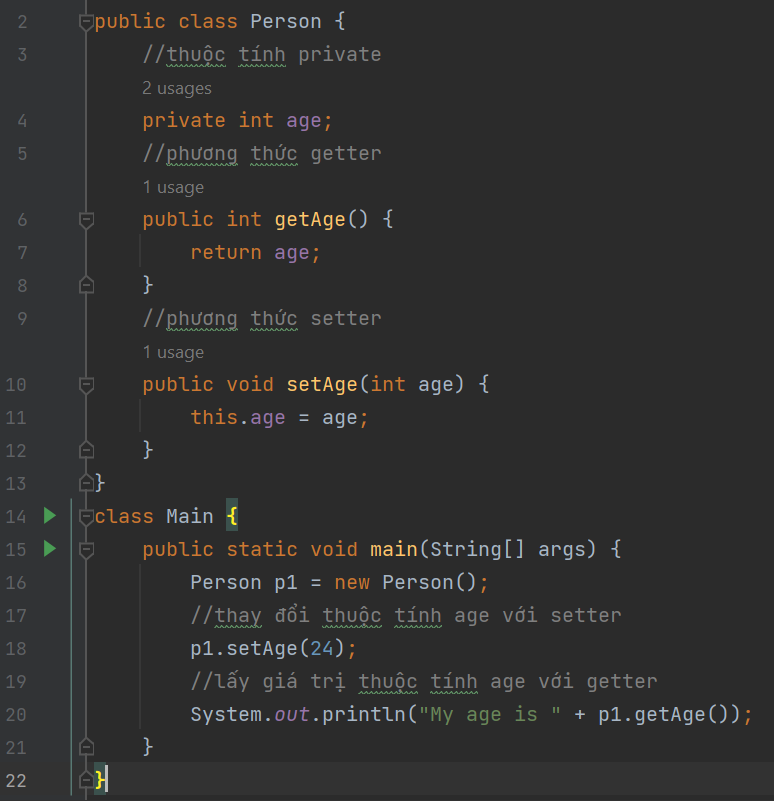 2 public class Person {
3 //thuộc tính private
2 usages
4 private int age;
5 //phương thức getter
1 usage
6 public int getAge() {
7 return age;
8 }
9 //phương thức setter
1 usage
10 public void setAge(int age) {
11 this.age = age;
12 }
13 }
14 class Main {
15 public static void main(String[] args) {
16 Person p1 = new Person();
17 //thay đổi thuộc tính age với setter
18 p1.setAge(24);
19 //lấy giá trị thuộc tính age với getter
20 System.out.println("My age is " + p1.getAge());
21 }
22 }